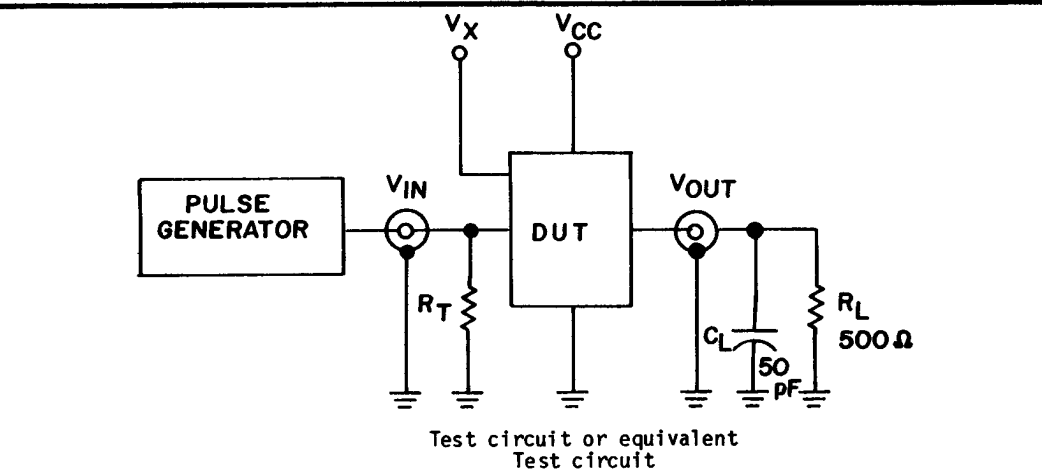 VX
VCC
PULSE
GENERATOR
VIN
DUT
VOUT
RT
CL
50
pF
RL
500Ω
Test circuit or equivalent
Test circuit